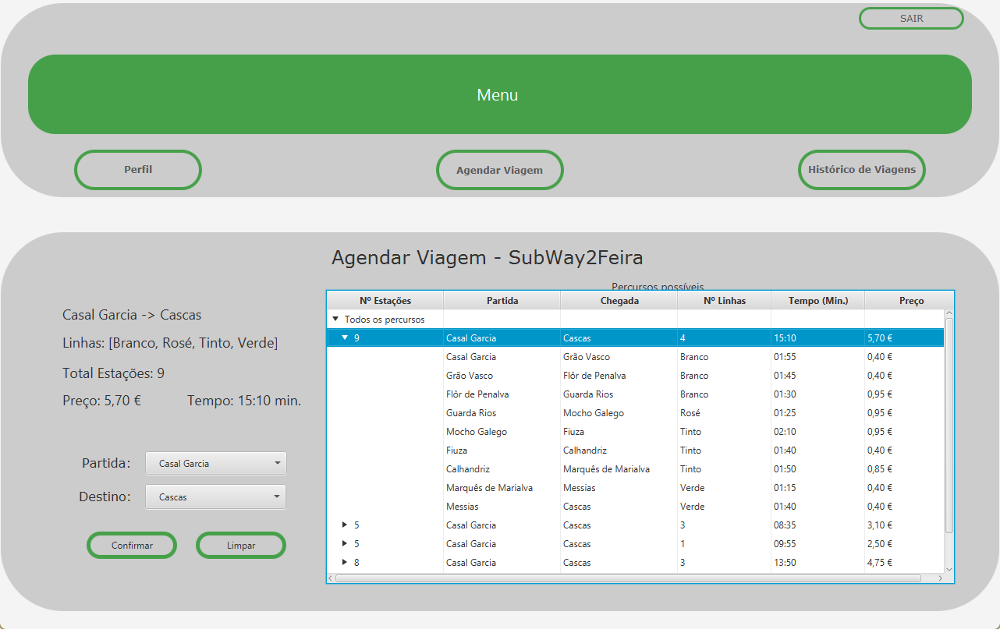 SAIR
Menu
Perfil Agendar Viagem Histórico de Viagens
Agendar Viagem - SubWay2Feira
Percursos possíveis
Casal Garcia -> Cascas
Linhas: [Branco, Rosé, Tinto, Verde]
Total Estações: 9
Preço: 5,70 € Tempo: 15:10 min.
Partida: Casal Garcia
Destino: Cascas
Confirmar Limpar
Nº Estações Partida Chegada Nº Linhas Tempo (Min.) Preço
Todos os percursos
9 Casal Garcia Cascas 4 15:10 5,70 €
Casal Garcia Grão Vasco Branco 01:55 0,40 €
Grão Vasco Flôr de Penalva Branco 01:45 0,40 €
Flôr de Penalva Guarda Rios Branco 01:30 0,95 €
Guarda Rios Mocho Galego Rosé 01:25 0,95 €
Mocho Galego Fiuza Tinto 02:10 0,95 €
Fiuza Calhandriz Tinto 01:40 0,40 €
Calhandriz Marquês de Marialva Tinto 01:50 0,85 €
Marquês de Marialva Messias Verde 01:15 0,40 €
Messias Cascas Verde 01:40 0,40 €
5 Casal Garcia Cascas 3 08:35 3,10 €
5 Casal Garcia Cascas 1 09:55 2,50 €
8 Casal Garcia Cascas 3 13:50 4,75 €